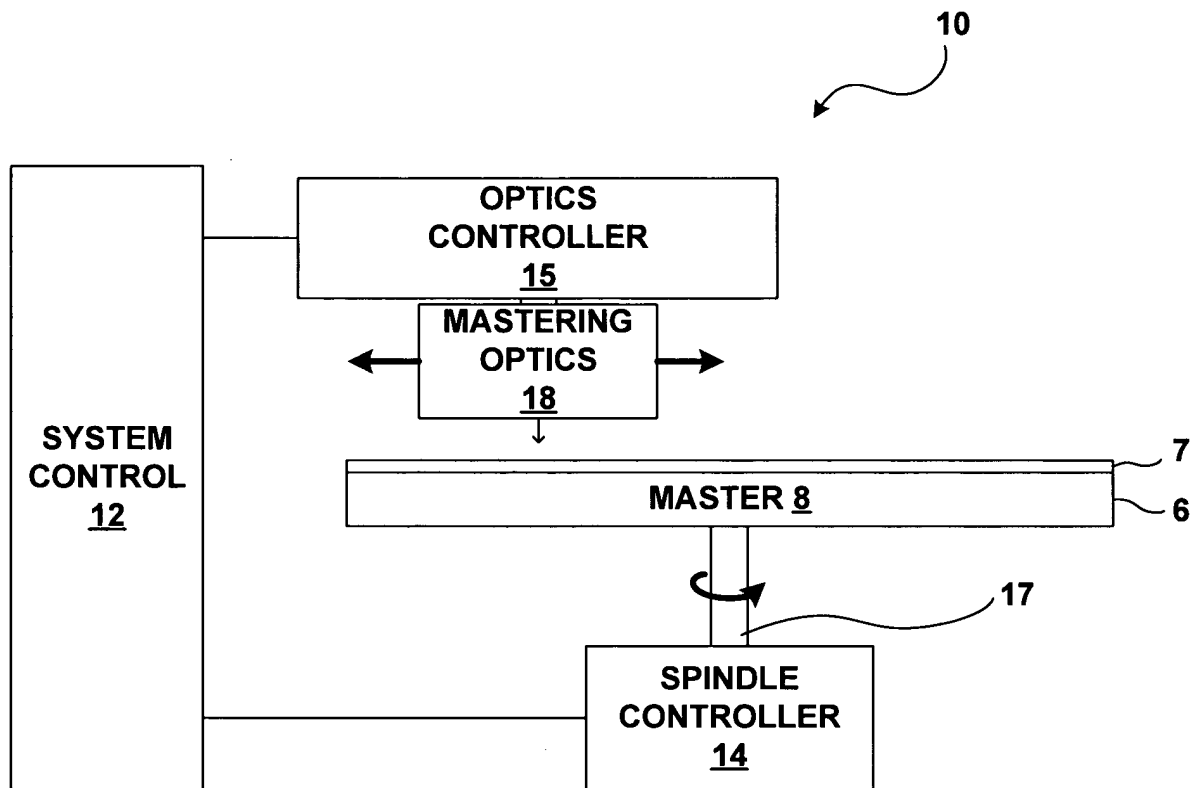 10
OPTICS
CONTROLLER
15
MASTERING
OPTICS
18
SYSTEM
CONTROL
12
7
MASTER 8
6
17
SPINDLE
CONTROLLER
14